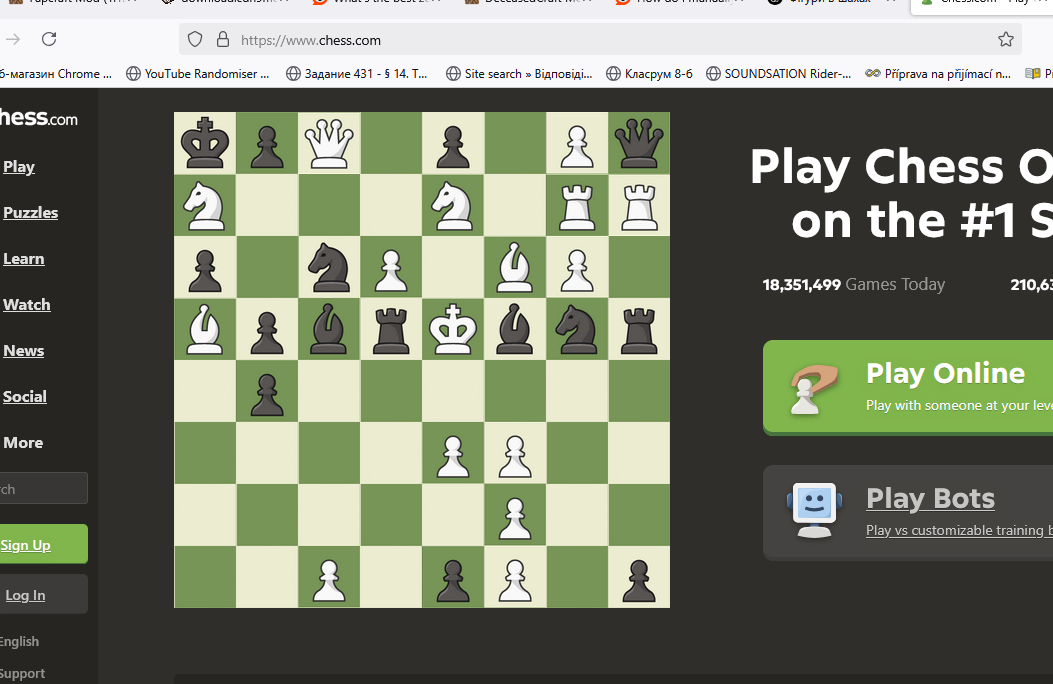 https://www.chess.com
б-магазин Chrome ... YouTube Randomiser ... Задание 431 - § 14. Т... Site search » Відповіді... Класрум 8-б SOUNDSATION Rider-... Příprava na přijímací n...
hess.com
Play
Puzzles
Learn
Watch
News
Social
More
ch
Sign Up
Log In
English
Support
Play Chess O
on the #1 S
18,351,499 Games Today 210,63
Play Online
Play with someone at your leve
Play Bots
Play vs customizable training b